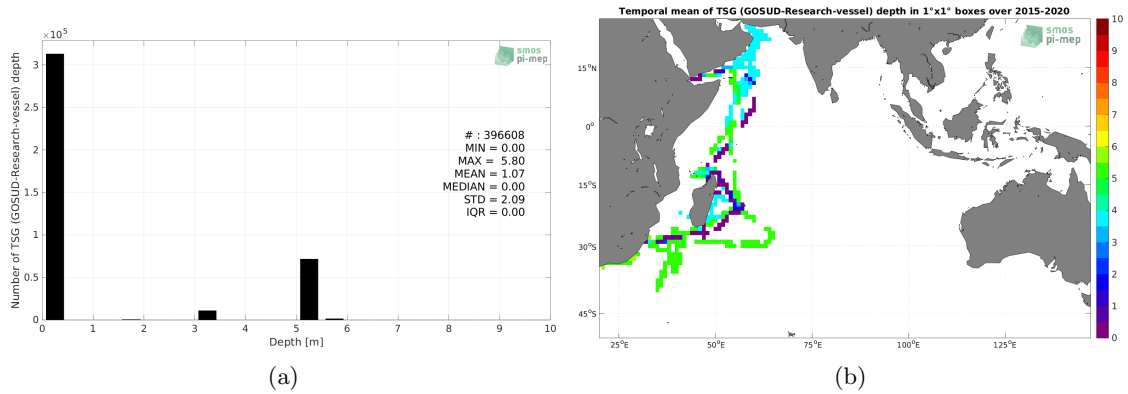 ×10⁵
3
2.5
2
1.5
1
0.5
0
0 1 2 3 4 5 6 7 8 9 10
Number of TSG (GOSUD-Research-vessel) depth
Depth [m]
smos
pi-mep
# : 396608
MIN = 0.00
MAX = 5.80
MEAN = 1.07
MEDIAN = 0.00
STD = 2.09
IQR = 0.00
(a)
Temporal mean of TSG (GOSUD-Research-vessel) depth in 1°x1° boxes over 2015-2020
smos
pi-mep
15°N
0°
15°S
30°S
45°S
25°E 50°E 75°E 100°E 125°E
10
9
8
7
6
5
4
3
2
1
0
(b)